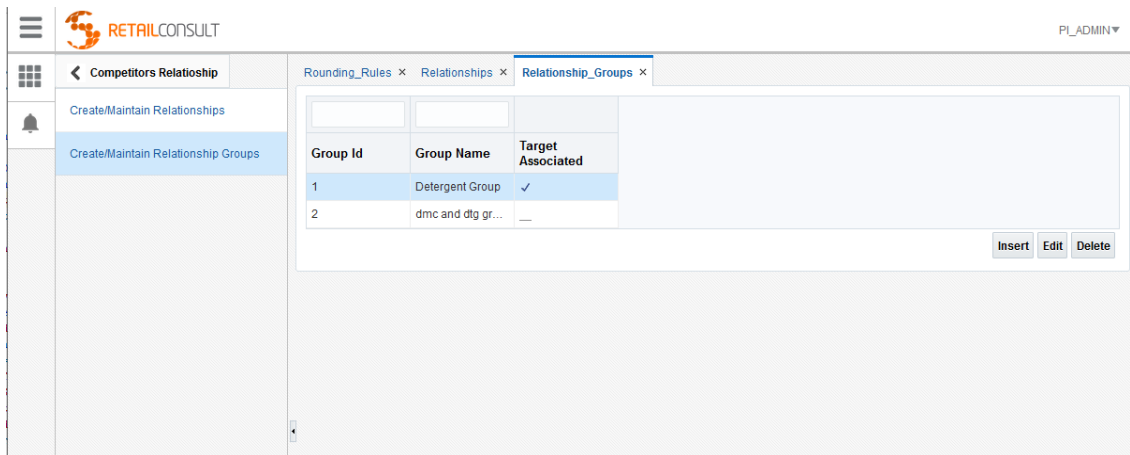 RETAILCONSULT
PI_ADMIN
Competitors Relatioship
Create/Maintain Relationships
Create/Maintain Relationship Groups
Rounding_Rules × Relationships × Relationship_Groups ×
Group Id Group Name Target Associated
1 Detergent Group ✓
2 dmc and dtg gr... __
Insert Edit Delete